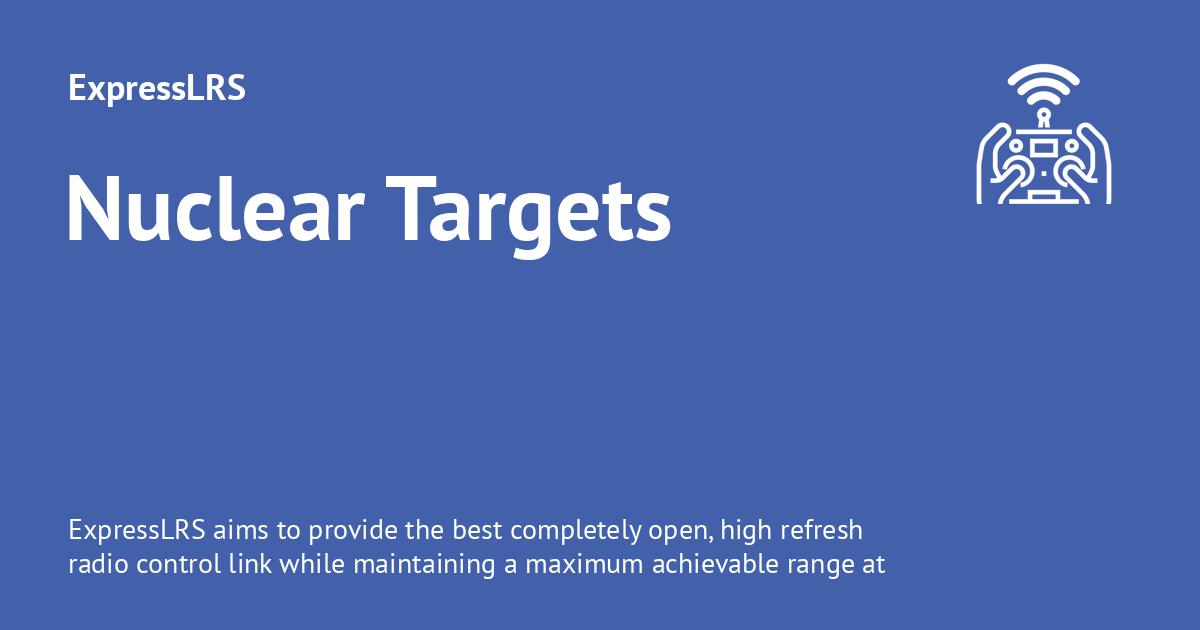 ExpressLRS
Nuclear Targets
ExpressLRS aims to provide the best completely open, high refresh
radio control link while maintaining a maximum achievable range at